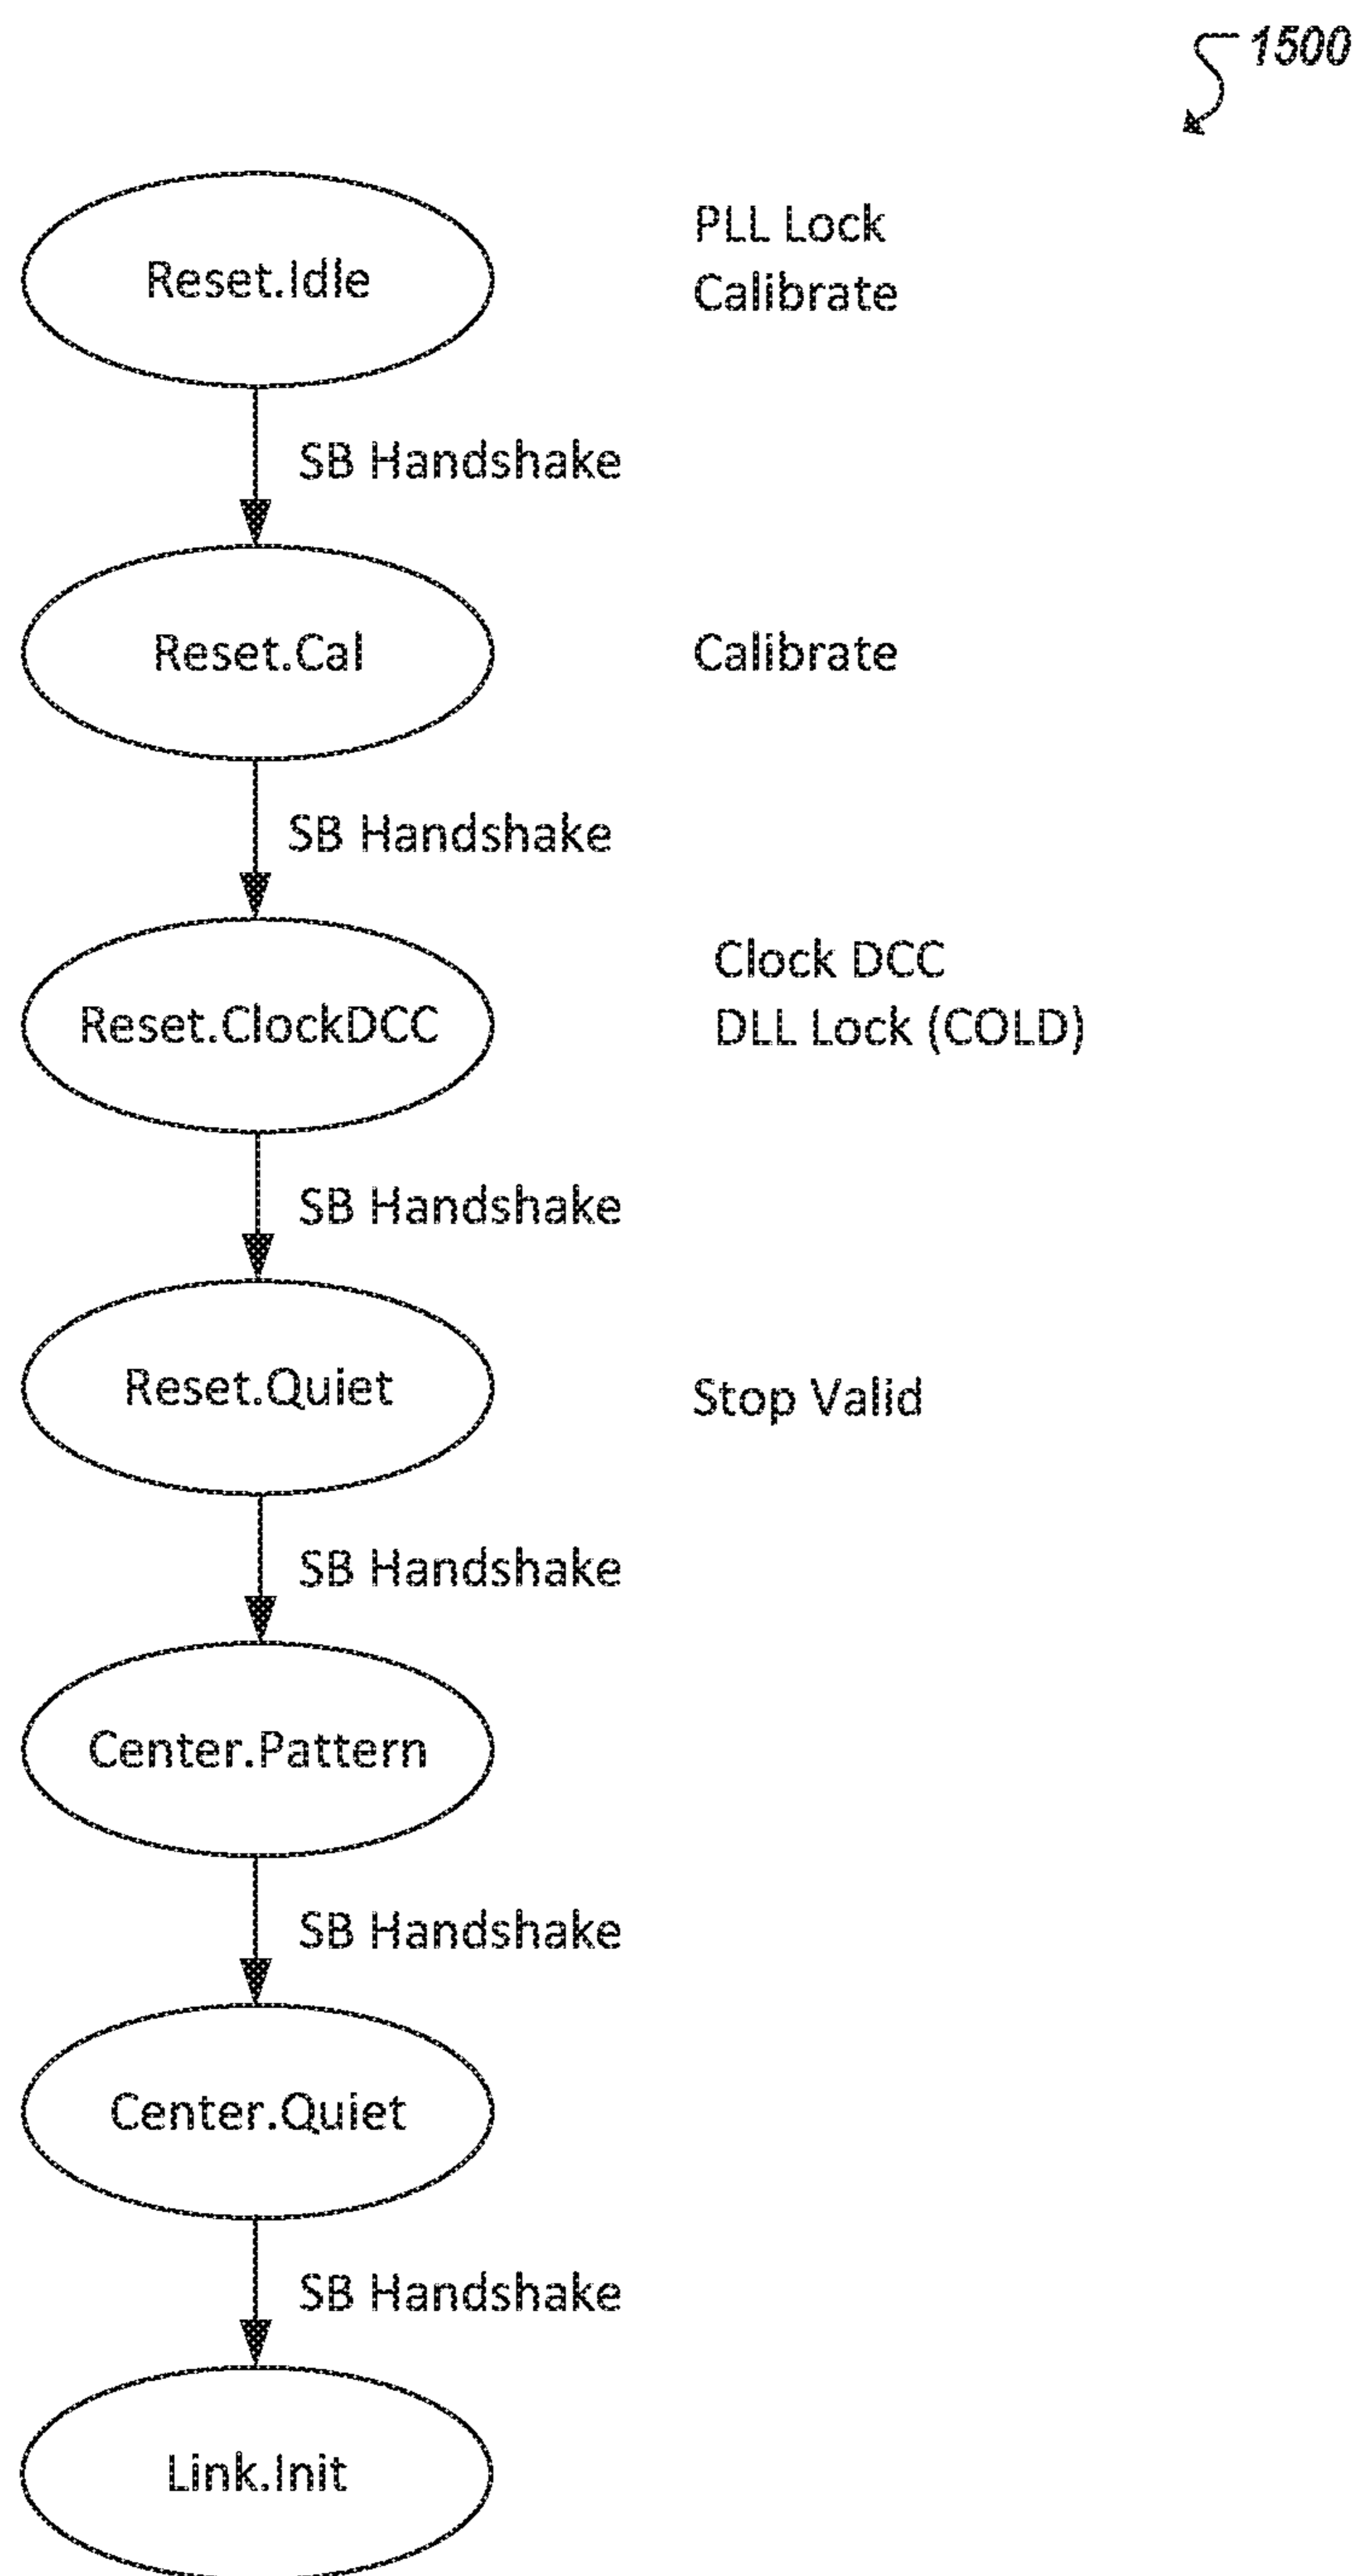 1500
Reset.Idle
PLL Lock
Calibrate
SB Handshake
Reset.Cal
Calibrate
SB Handshake
Reset.ClockDCC
Clock DCC
DLL Lock (COLD)
SB Handshake
Reset.Quiet
Stop Valid
SB Handshake
Center.Pattern
SB Handshake
Center.Quiet
SB Handshake
Link.Init